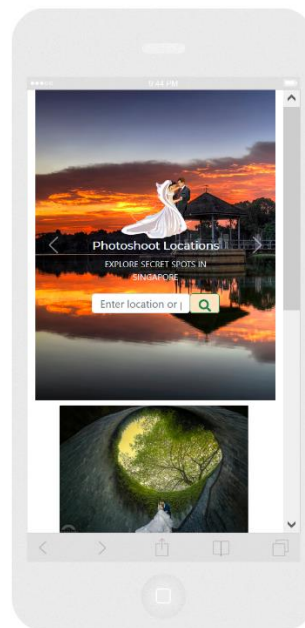 9:44 PM
Photoshoot Locations
EXPLORE SECRET SPOTS IN
SINGAPORE
Enter location or p